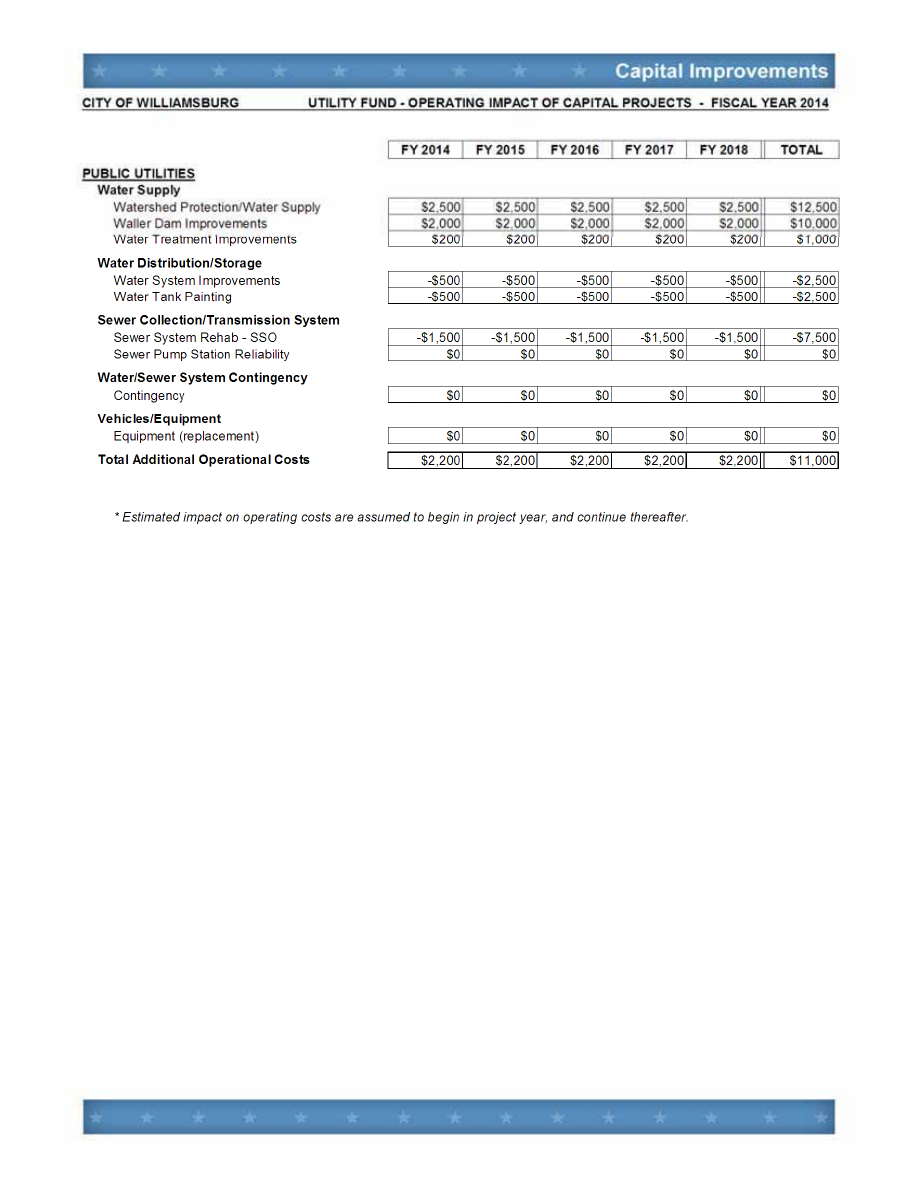 Capital Improvements
CITY OF WILLIAMSBURG UTILITY FUND - OPERATING IMPACT OF CAPITAL PROJECTS - FISCAL YEAR 2014
FY 2014 FY 2015 FY 2016 FY 2017 FY 2018 TOTAL
PUBLIC UTILITIES
Water Supply
Watershed Protection/Water Supply $2,500 $2,500 $2,500 $2,500 $2,500 $12,500
Waller Dam Improvements $2,000 $2,000 $2,000 $2,000 $2,000 $10,000
Water Treatment Improvements $200 $200 $200 $200 $200 $1,000
Water Distribution/Storage
Water System Improvements -$500 -$500 -$500 -$500 -$500 -$2,500
Water Tank Painting -$500 -$500 -$500 -$500 -$500 -$2,500
Sewer Collection/Transmission System
Sewer System Rehab - SSO -$1,500 -$1,500 -$1,500 -$1,500 -$1,500 -$7,500
Sewer Pump Station Reliability $0 $0 $0 $0 $0 $0
Water/Sewer System Contingency
Contingency $0 $0 $0 $0 $0 $0
Vehicles/Equipment
Equipment (replacement) $0 $0 $0 $0 $0 $0
Total Additional Operational Costs $2,200 $2,200 $2,200 $2,200 $2,200 $11,000
* Estimated impact on operating costs are assumed to begin in project year, and continue thereafter.